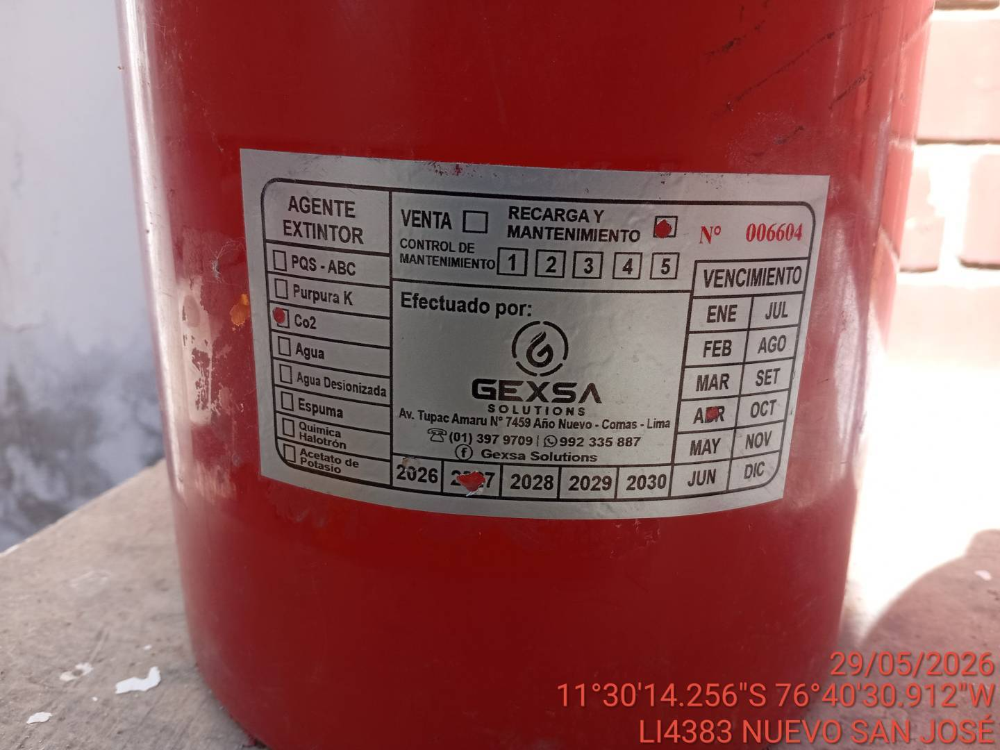 AGENTE
EXTINTOR
PQS - ABC
Purpura K
Co2
Agua
Agua Desionizada
Espuma
Quimica
Halotrón
Acetato de
Potasio
VENTA
RECARGA Y
MANTENIMIENTO
CONTROL DE
MANTENIMIENTO 1 2 3 4 5
Nº 006604
Efectuado por:
GEXSA
SOLUTIONS
Av. Tupac Amaru Nº 7459 Año Nuevo - Comas - Lima
(01) 397 9709 | 992 335 887
Gexsa Solutions
2026 2027 2028 2029 2030
VENCIMIENTO
ENE JUL
FEB AGO
MAR SET
ABR OCT
MAY NOV
JUN DIC
29/05/2026
11°30'14.256"S 76°40'30.912"W
LI4383 NUEVO SAN JOSÉ